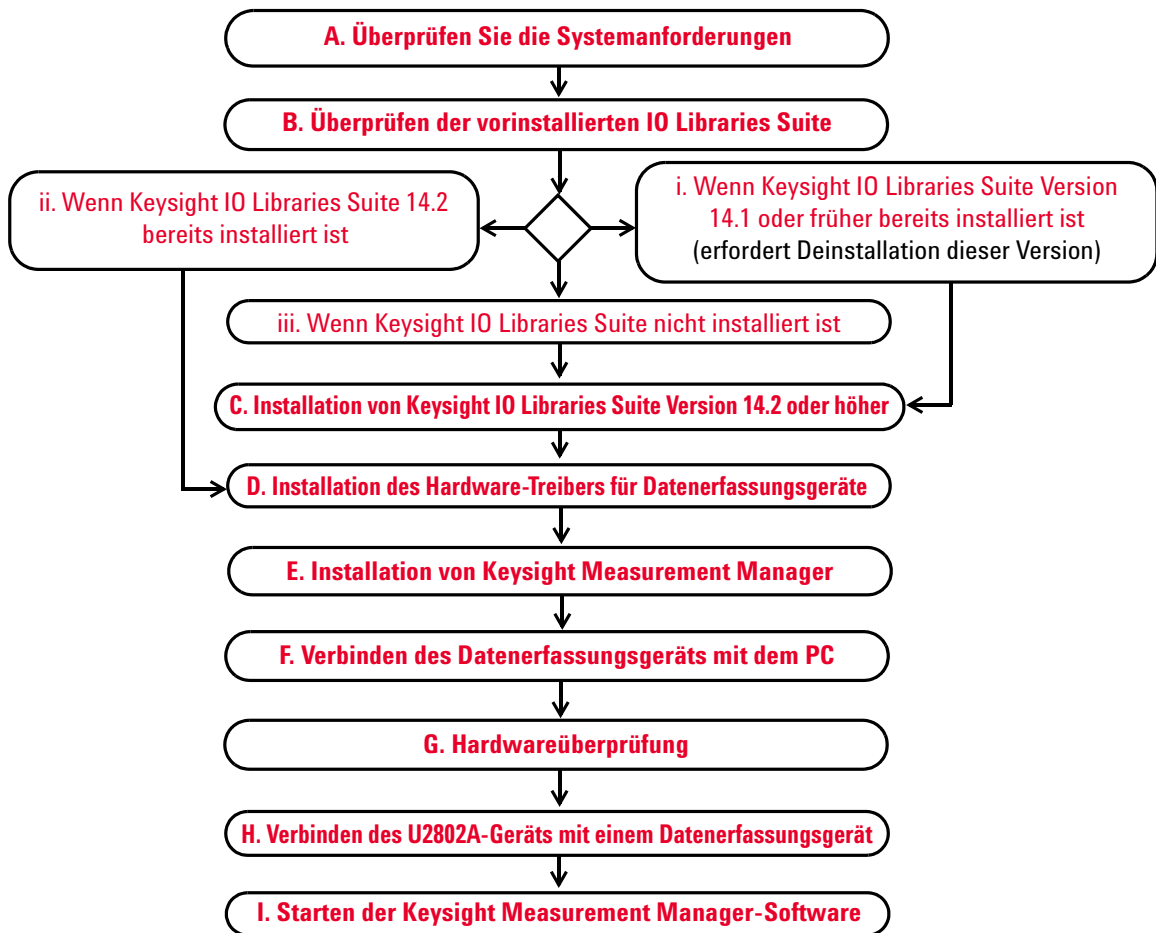 A. Überprüfen Sie die Systemanforderungen
B. Überprüfen der vorinstallierten IO Libraries Suite
ii. Wenn Keysight IO Libraries Suite 14.2
bereits installiert ist
i. Wenn Keysight IO Libraries Suite Version
14.1 oder früher bereits installiert ist
(erfordert Deinstallation dieser Version)
iii. Wenn Keysight IO Libraries Suite nicht installiert ist
C. Installation von Keysight IO Libraries Suite Version 14.2 oder höher
D. Installation des Hardware-Treibers für Datenerfassungsgeräte
E. Installation von Keysight Measurement Manager
F. Verbinden des Datenerfassungsgeräts mit dem PC
G. Hardwareüberprüfung
H. Verbinden des U2802A-Geräts mit einem Datenerfassungsgerät
I. Starten der Keysight Measurement Manager-Software